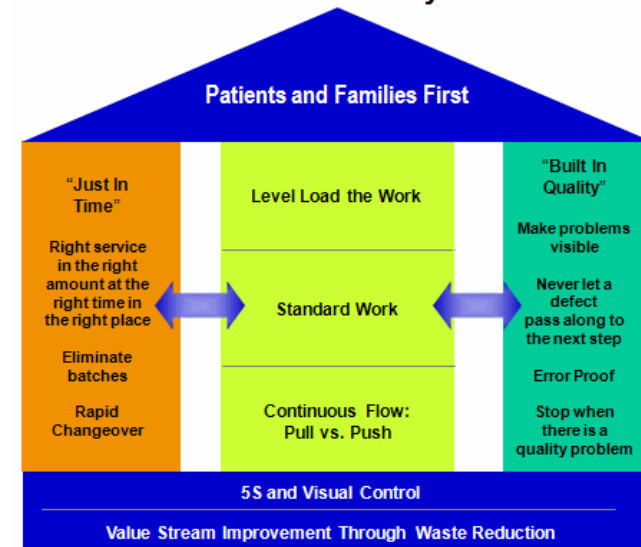 Patients and Families First
“Just In
Time”
Right service
in the right
amount at the
right time in
the right place
Eliminate
batches
Rapid
Changeover
Level Load the Work
Standard Work
Continuous Flow:
Pull vs. Push
“Built In
Quality”
Make problems
visible
Never let a
defect
pass along to
the next step
Error Proof
Stop when
there is a
quality problem
5S and Visual Control
Value Stream Improvement Through Waste Reduction